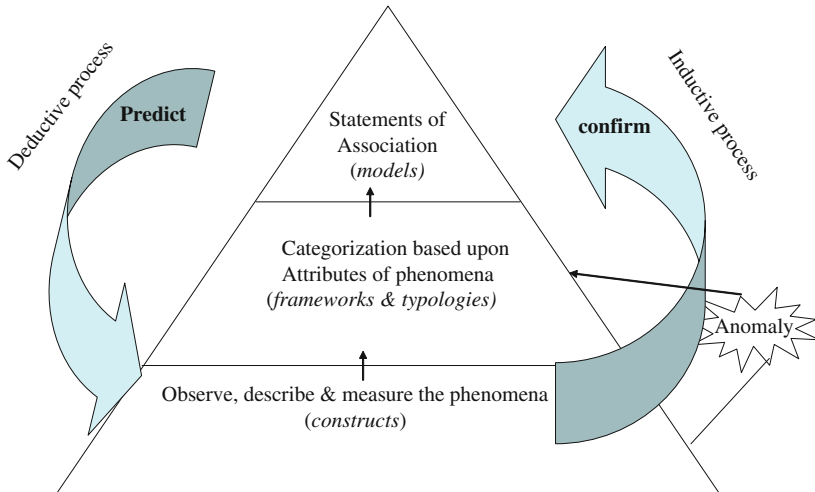 Deductive process
Predict
Statements of
Association
(models)
confirm
Inductive process
Categorization based upon
Attributes of phenomena
(frameworks & typologies)
Anomaly
Observe, describe & measure the phenomena
(constructs)